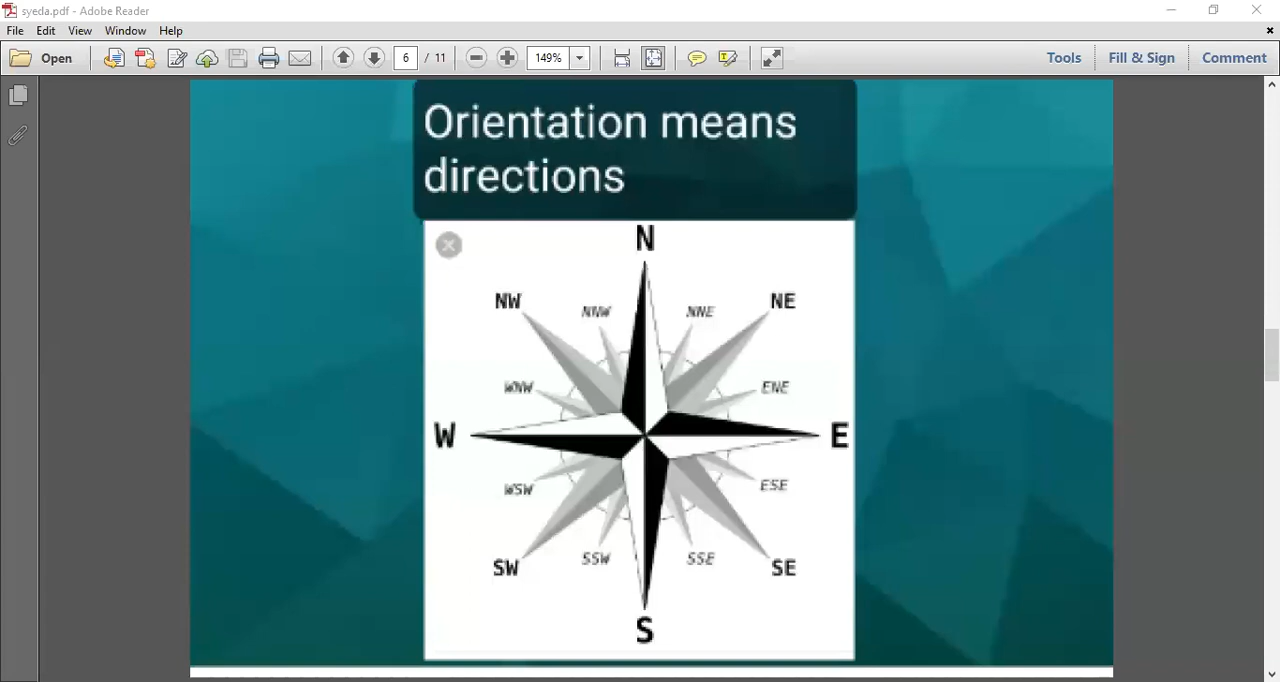 syeda.pdf - Adobe Reader
File Edit View Window Help
Open 6 / 11 149% Tools Fill & Sign Comment
Orientation means
directions
N
NW NE
NNW NNE
WNW ENE
W E
WSW ESE
SSW SSE
SW SE
S